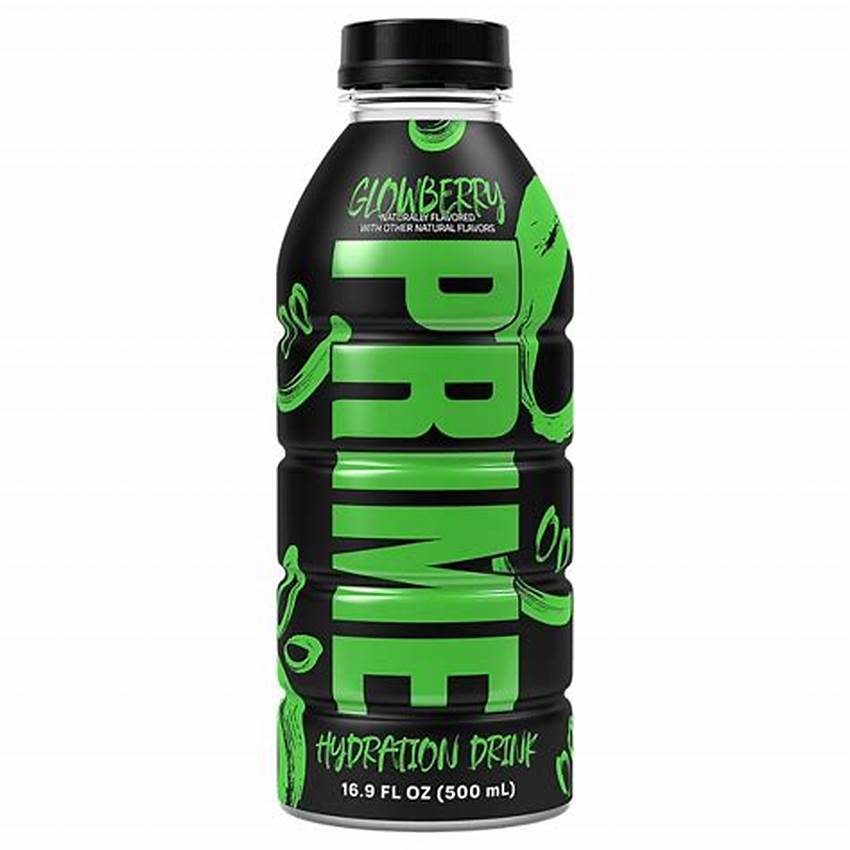 GLOWBERRY
NATURALLY FLAVORED
WITH OTHER NATURAL FLAVORS
PRIME
HYDRATION DRINK
16.9 FL OZ (500 mL)